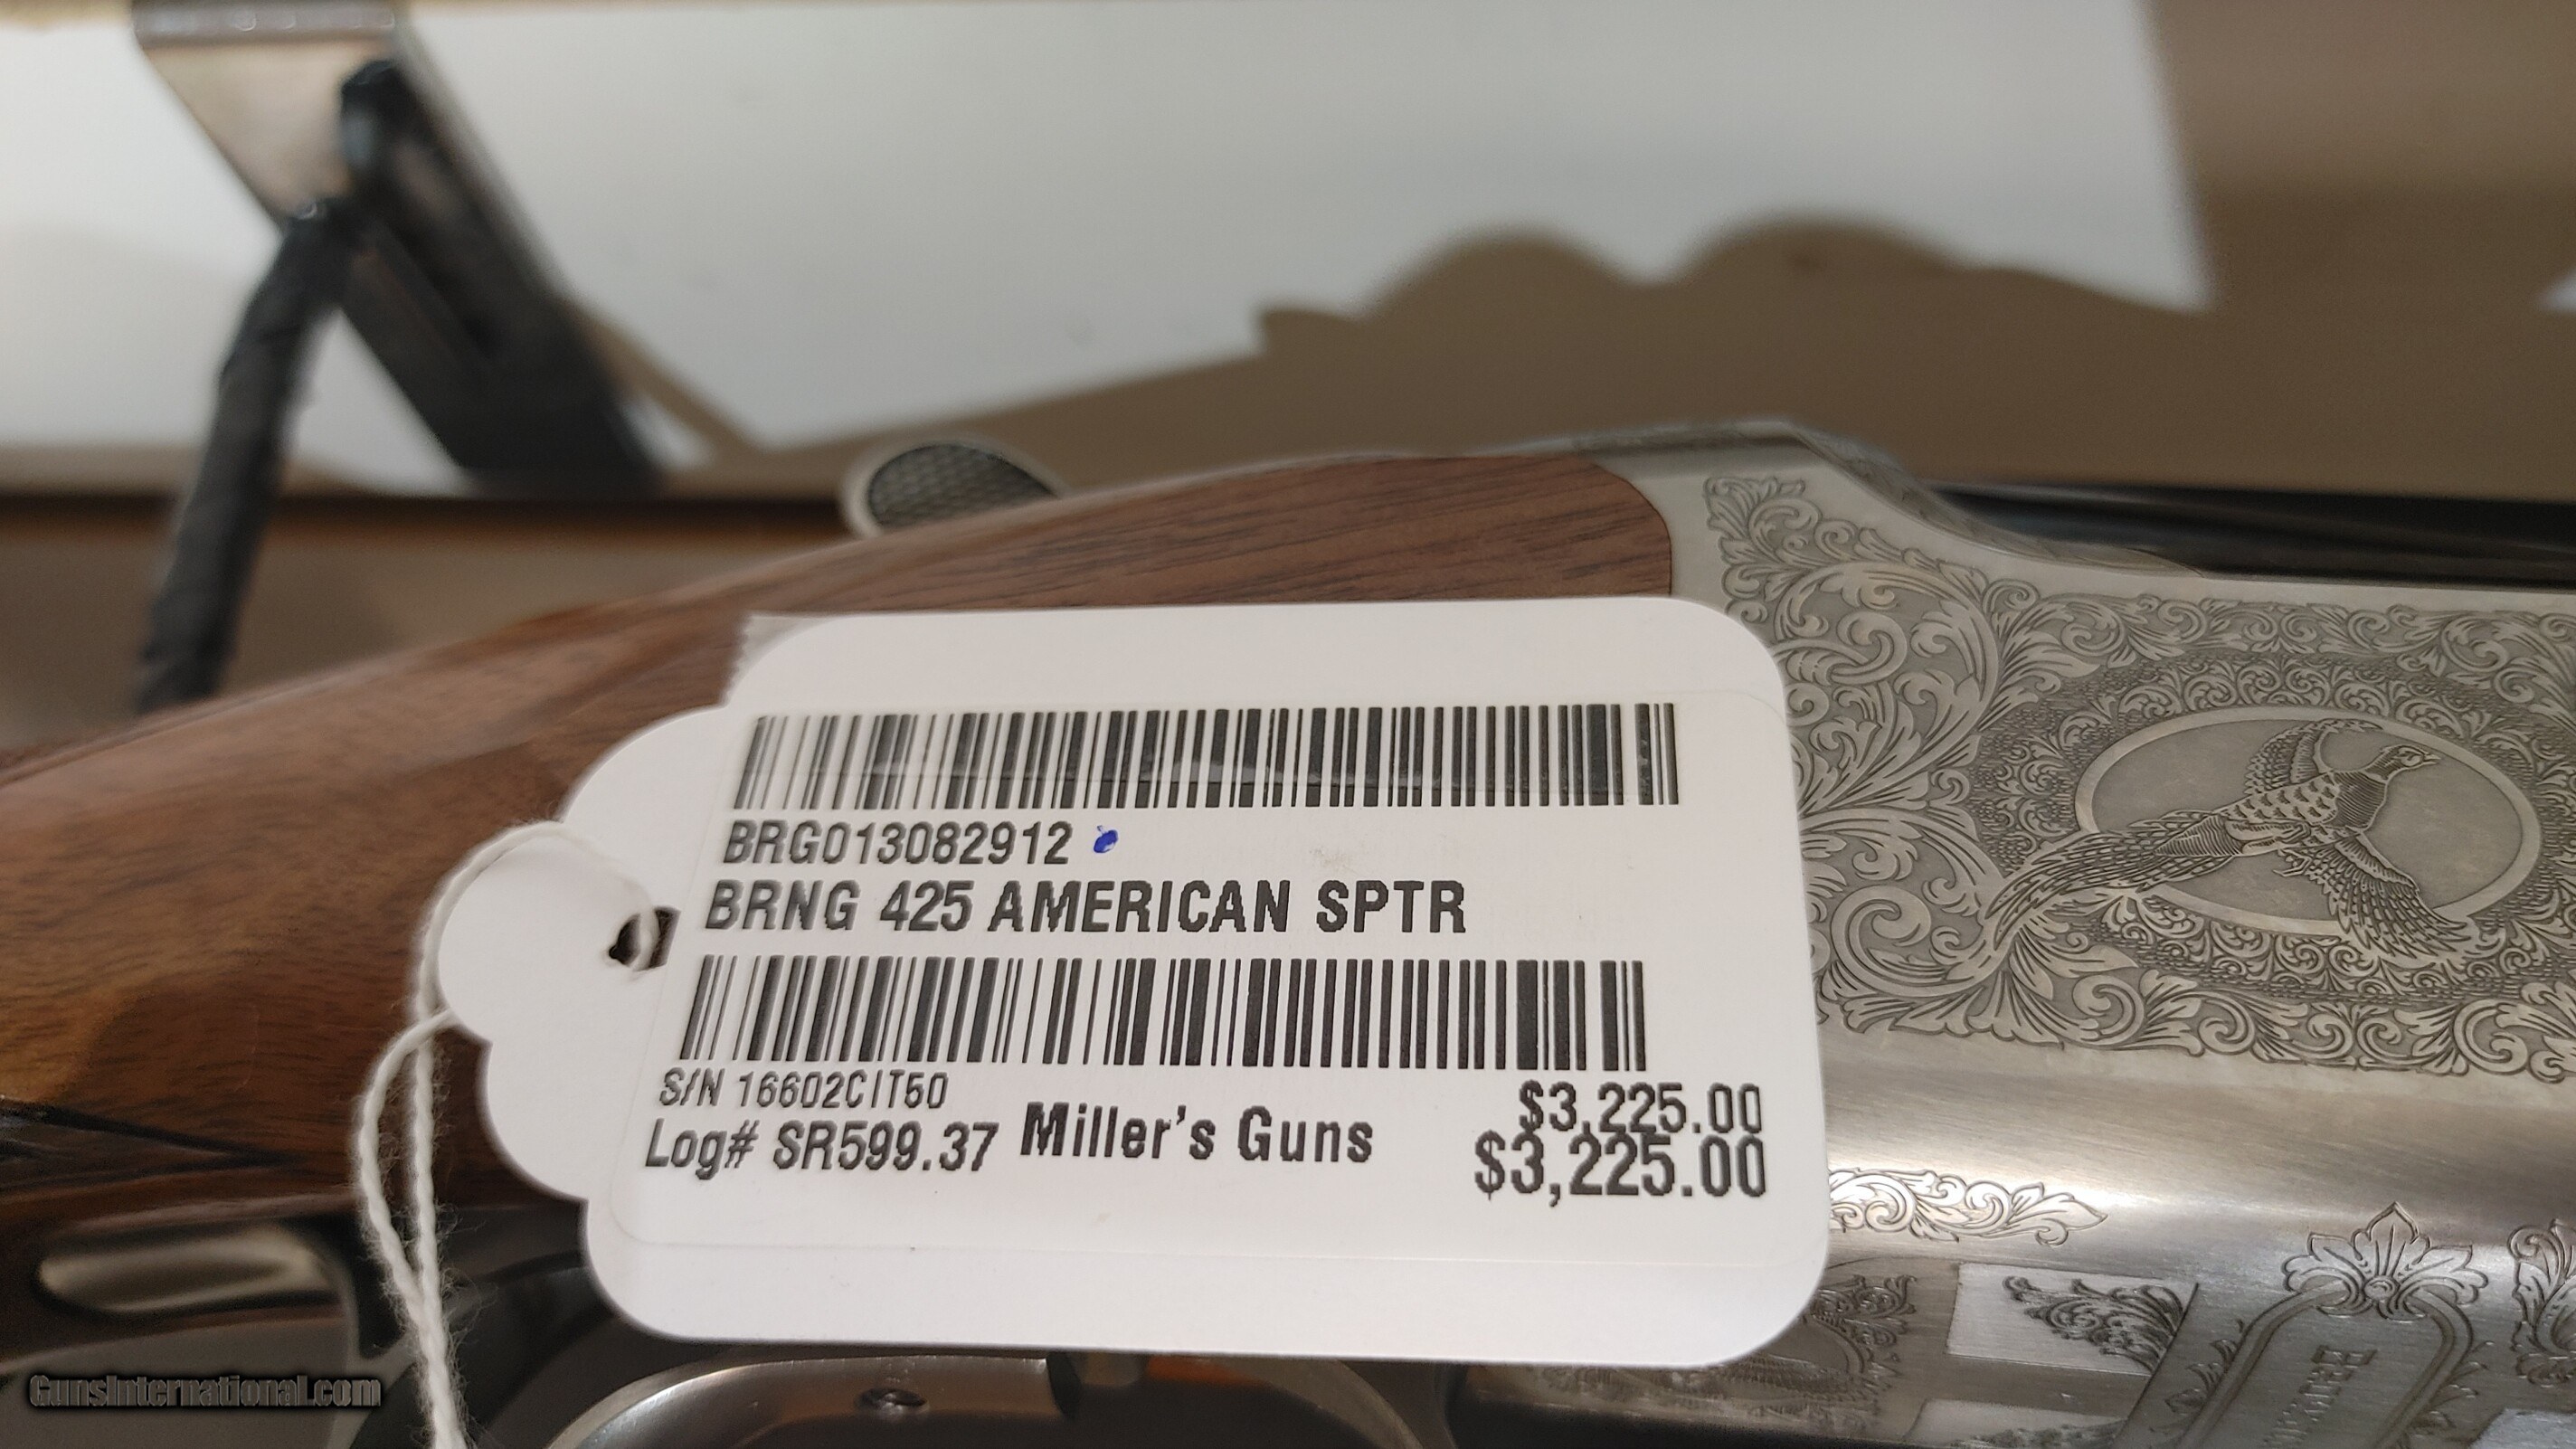 BRG013082912
BRNG 425 AMERICAN SPTR
S/N 16602CIT50
Log# SR599.37 Miller's Guns
$3,225.00
$3,225.00
GunsInternational.com